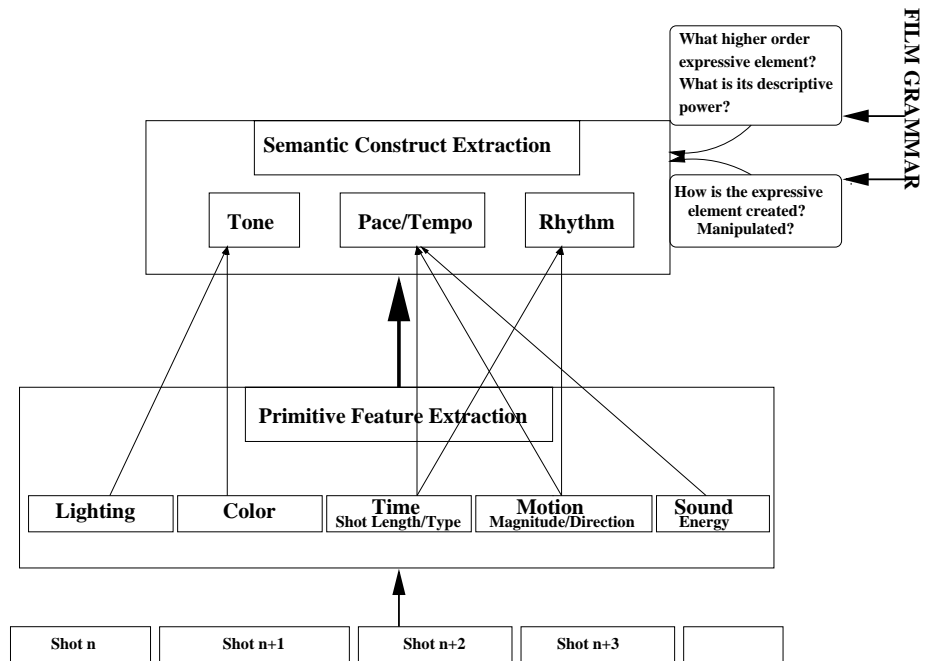 What higher order
expressive element?
What is its descriptive
power?
FILM GRAMMAR
Semantic Construct Extraction
How is the expressive
element created?
Manipulated?
Tone
Pace/Tempo
Rhythm
Primitive Feature Extraction
Lighting
Color
Time
Shot Length/Type
Motion
Magnitude/Direction
Sound
Energy
Shot n
Shot n+1
Shot n+2
Shot n+3